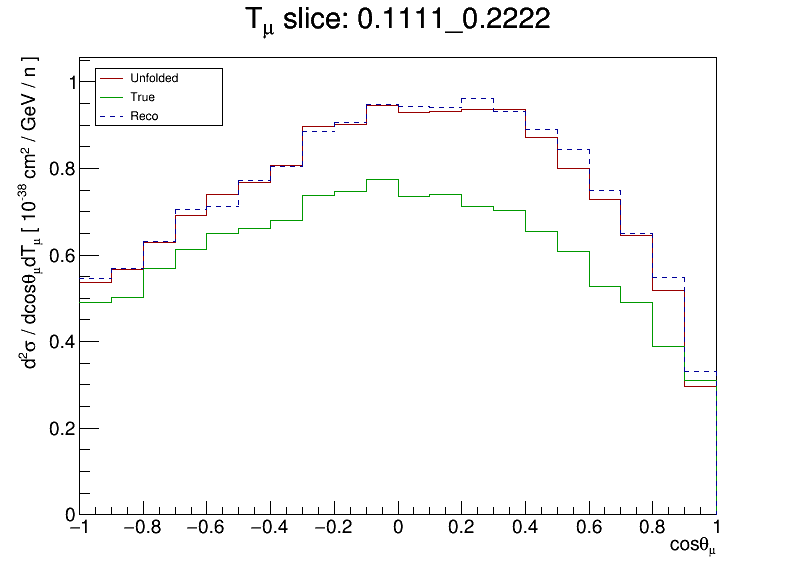 Tμ slice: 0.1111_0.2222
d²σ / dcosθμdTμ [ 10⁻³⁸ cm² / GeV / n ]
Unfolded
True
Reco
1
0.8
0.6
0.4
0.2
0
−1 −0.8 −0.6 −0.4 −0.2 0 0.2 0.4 0.6 0.8 1
cosθμ